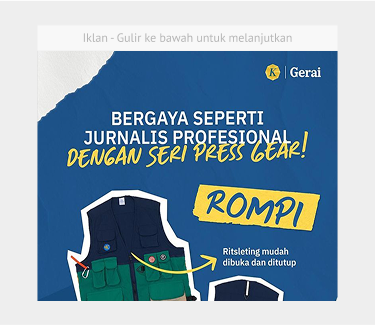 Iklan - Gulir ke bawah untuk melanjutkan
K Gerai
BERGAYA SEPERTI
JURNALIS PROFESIONAL
DENGAN SERI PRESS GEAR!
ROMPI
Ritsleting mudah
dibuka dan ditutup